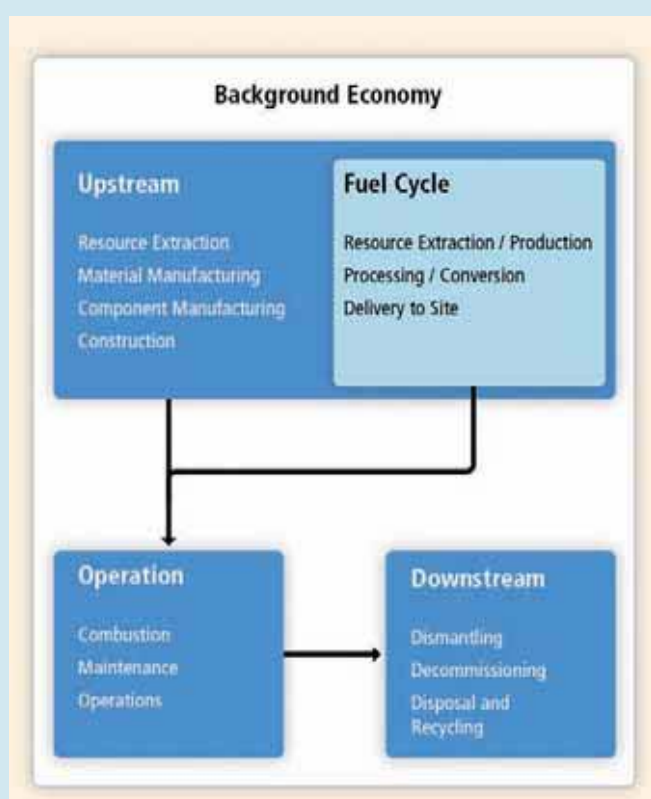 Background Economy
Upstream
Resource Extraction
Material Manufacturing
Component Manufacturing
Construction
Fuel Cycle
Resource Extraction / Production
Processing / Conversion
Delivery to Site
Operation
Combustion
Maintenance
Operations
Downstream
Dismantling
Decommissioning
Disposal and
Recycling